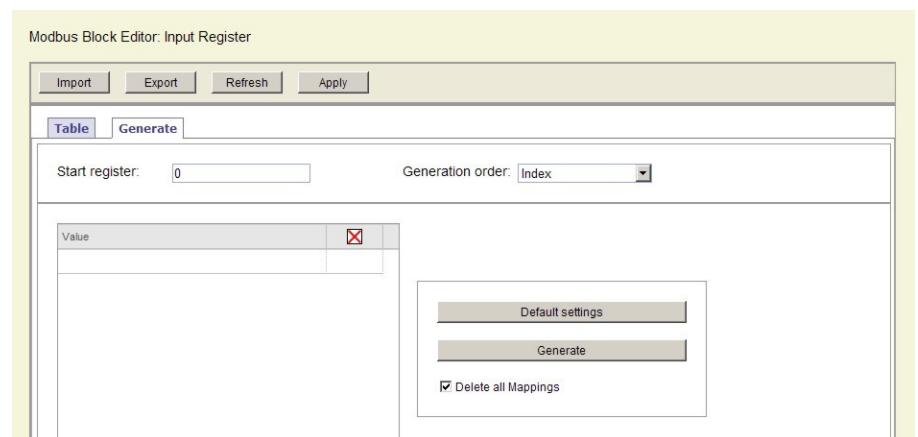 Modbus Block Editor: Input Register
Import Export Refresh Apply
Table Generate
Start register: 0 Generation order: Index
Value
Default settings
Generate
Delete all Mappings